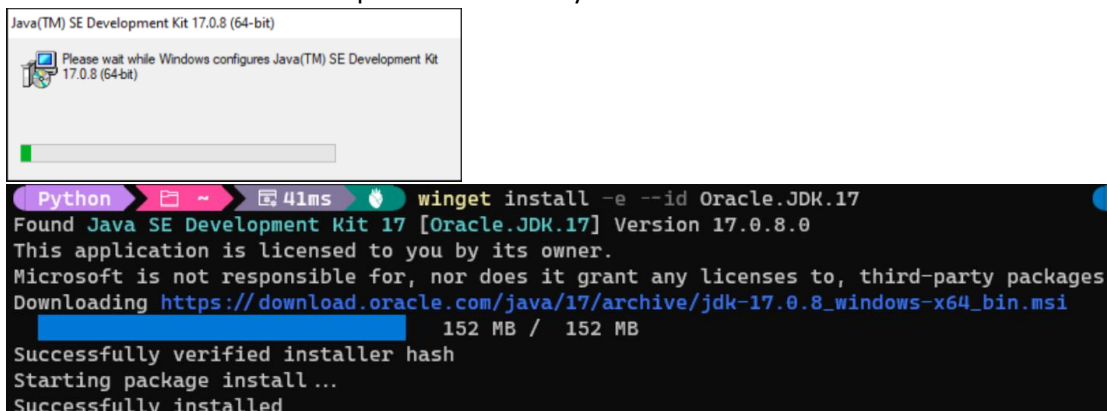 Java(TM) SE Development Kit 17.0.8 (64-bit)
Please wait while Windows configures Java(TM) SE Development Kit
17.0.8 (64-bit)
Python ~ 41ms winget install -e --id Oracle.JDK.17
Found Java SE Development Kit 17 [Oracle.JDK.17] Version 17.0.8.0
This application is licensed to you by its owner.
Microsoft is not responsible for, nor does it grant any licenses to, third-party packages
Downloading https://download.oracle.com/java/17/archive/jdk-17.0.8_windows-x64_bin.msi
152 MB / 152 MB
Successfully verified installer hash
Starting package install...
Successfully installed